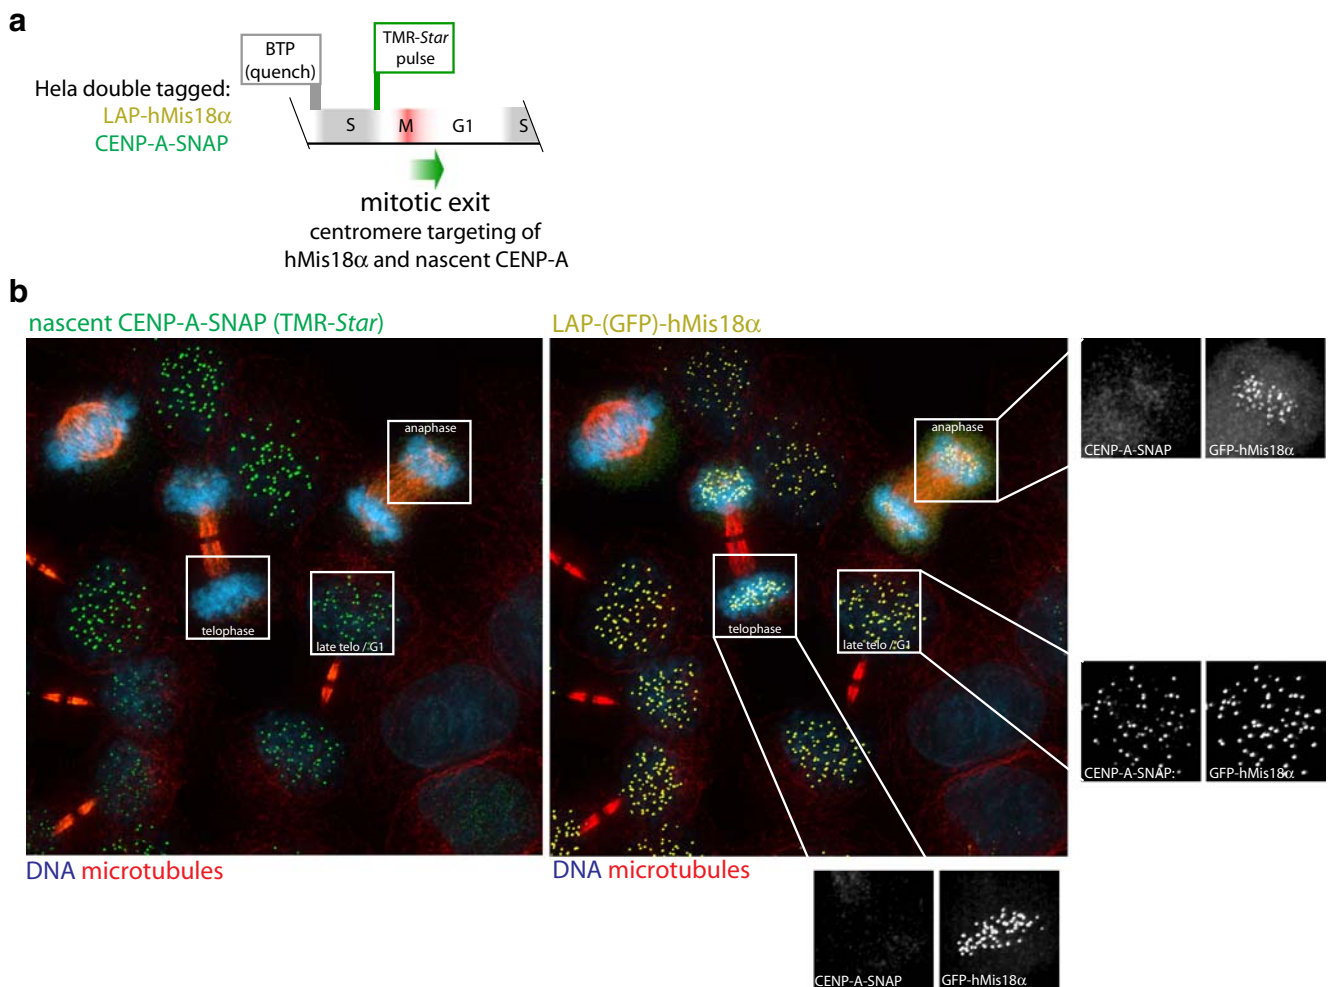 a
BTP
(quench)
TMR-Star
pulse
Hela double tagged:
LAP-hMis18α
CENP-A-SNAP
S
M
G1
S
mitotic exit
centromere targeting of
hMis18α and nascent CENP-A
b
nascent CENP-A-SNAP (TMR-Star)
LAP-(GFP)-hMis18α
anaphase
telophase
late telo / G1
anaphase
telophase
late telo / G1
CENP-A-SNAP
GFP-hMis18α
CENP-A-SNAP:
GFP-hMis18α
DNA microtubules
DNA microtubules
CENP-A-SNAP
GFP-hMis18α